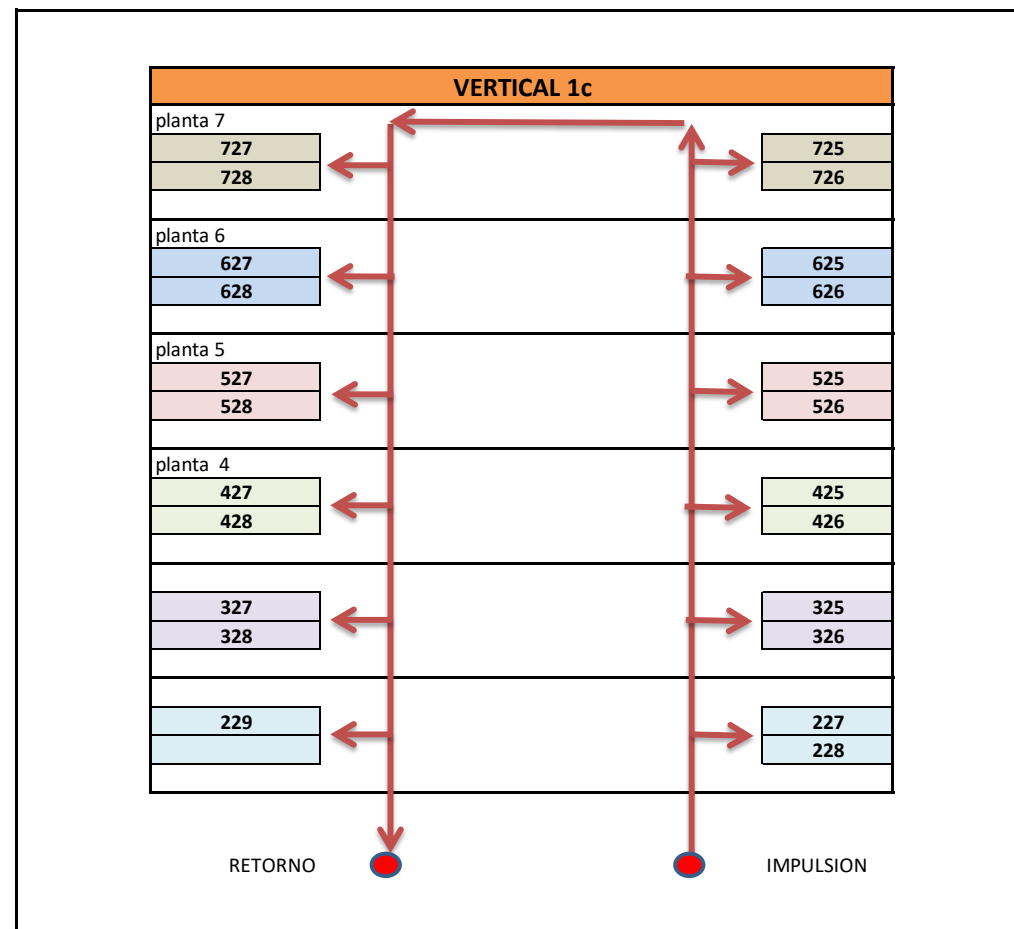 VERTICAL 1c
planta 7
727 725
728 726
planta 6
627 625
628 626
planta 5
527 525
528 526
planta  4
427 425
428 426
327 325
328 326
229 227
228
RETORNO IMPULSION